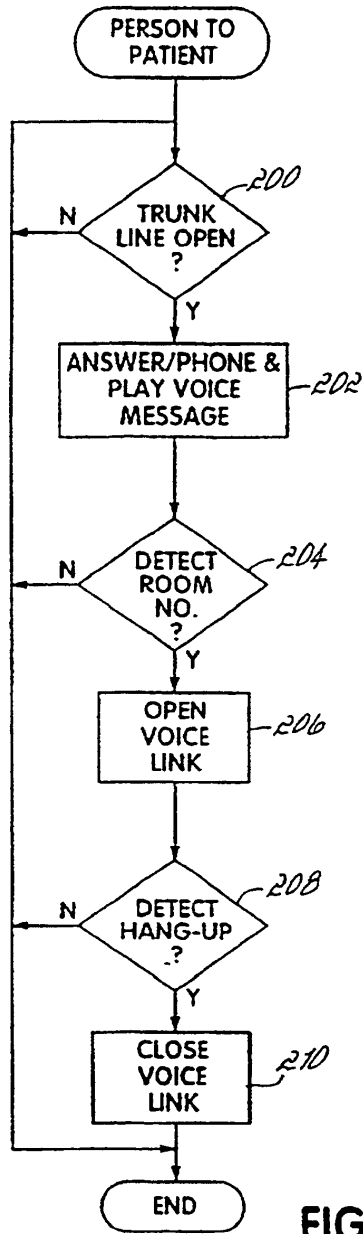 PERSON TO
PATIENT
200
TRUNK
LINE OPEN
?
N
Y
ANSWER/PHONE &
PLAY VOICE
MESSAGE
202
204
DETECT
ROOM
NO.
?
N
Y
OPEN
VOICE
LINK
206
208
DETECT
HANG-UP
?
N
Y
CLOSE
VOICE
LINK
210
END
FIG